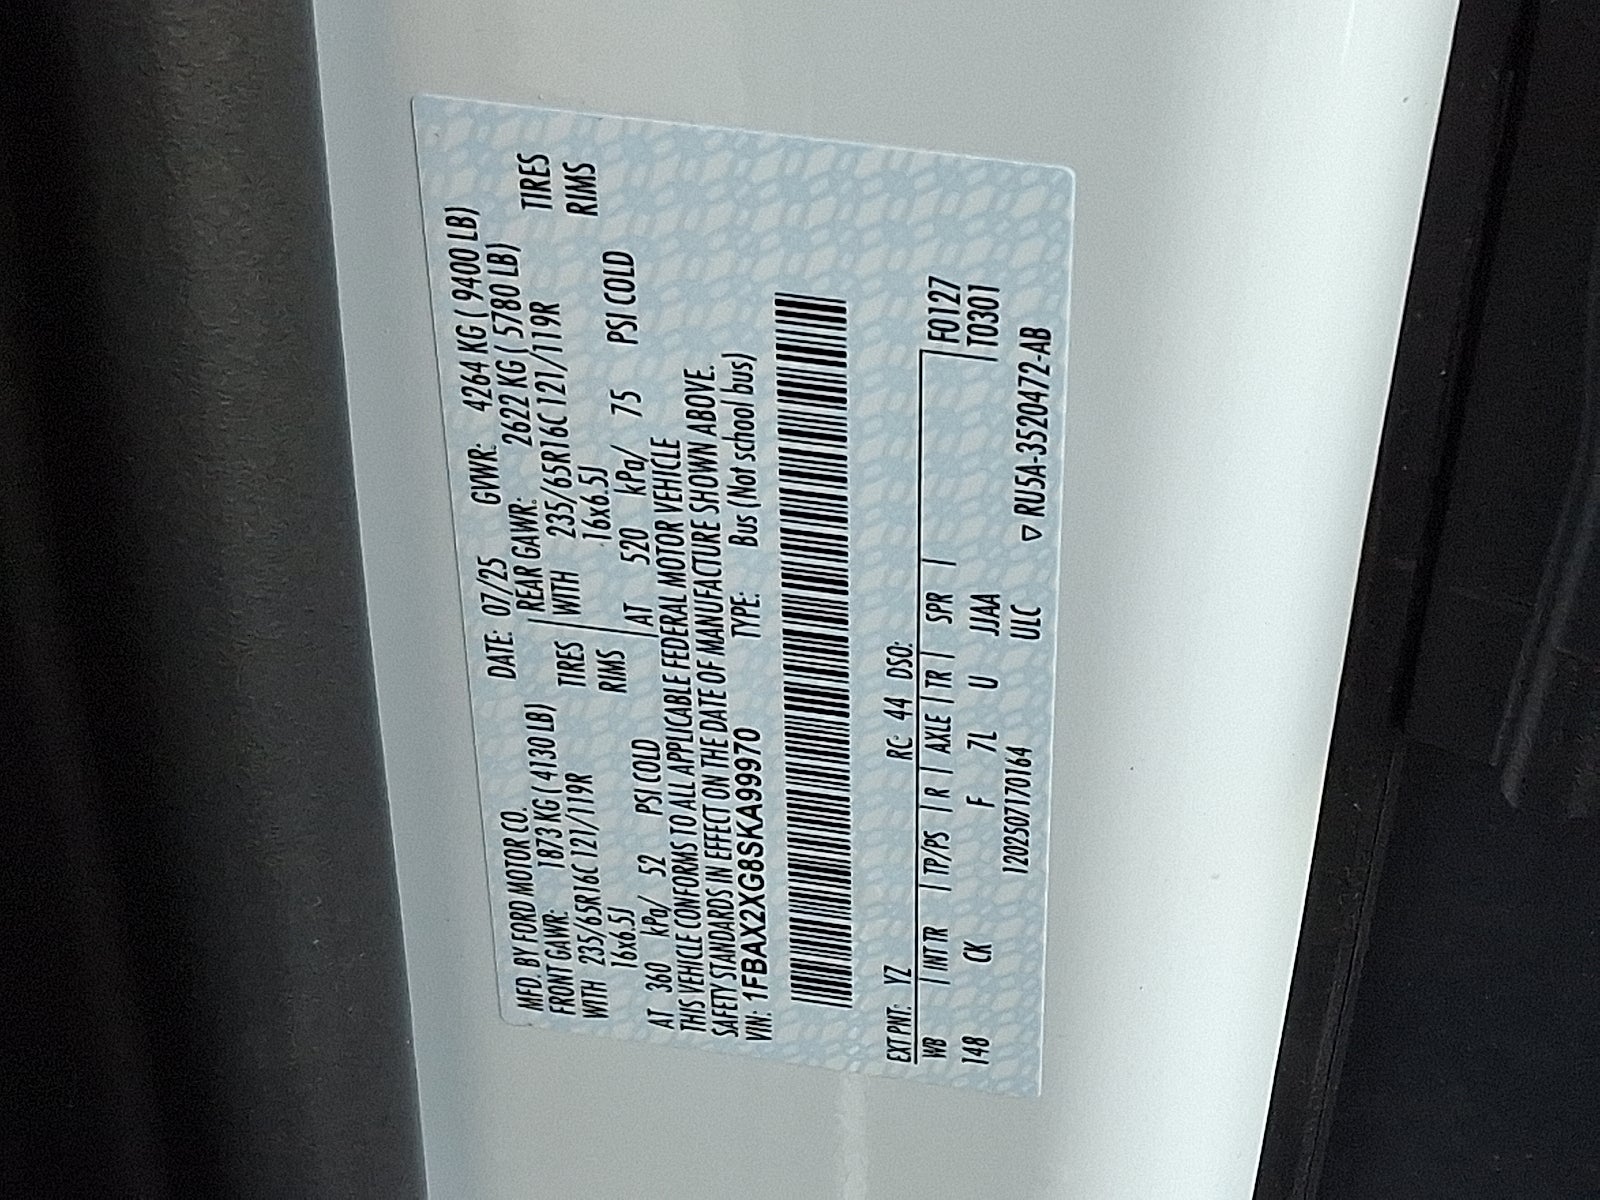 MFD. BY FORD MOTOR CO. DATE: 07/25 GVWR: 4264 KG ( 9400 LB)
FRONT GAWR: 1873 KG ( 4130 LB) REAR GAWR: 2622 KG ( 5780 LB)
WITH 235/65R16C 121/119R TIRES WITH 235/65R16C 121/119R TIRES
16x6.5J RIMS 16x6.5J RIMS
AT 360 kPa/ 52 PSI COLD AT 520 kPa/ 75 PSI COLD
THIS VEHICLE CONFORMS TO ALL APPLICABLE FEDERAL MOTOR VEHICLE
SAFETY STANDARDS IN EFFECT ON THE DATE OF MANUFACTURE SHOWN ABOVE.
VIN: 1FBAX2XG8SKA99970 TYPE: Bus (Not school bus)
EXT PNT: YZ RC: 44 DSO:
WB | INT TR | TP/PS | R | AXLE | TR | SPR | F0127
148 CK F 7L U JJAA T0301
120250717 0164 ULC ▽ RU5A-3520472-AB